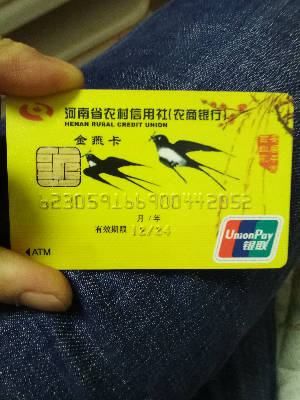 河南省农村信用社(农商银行)
HENAN RURAL CREDIT UNION
金燕卡
623059166900442052
月/年
有效期限 12/24
ATM
UnionPay
银联